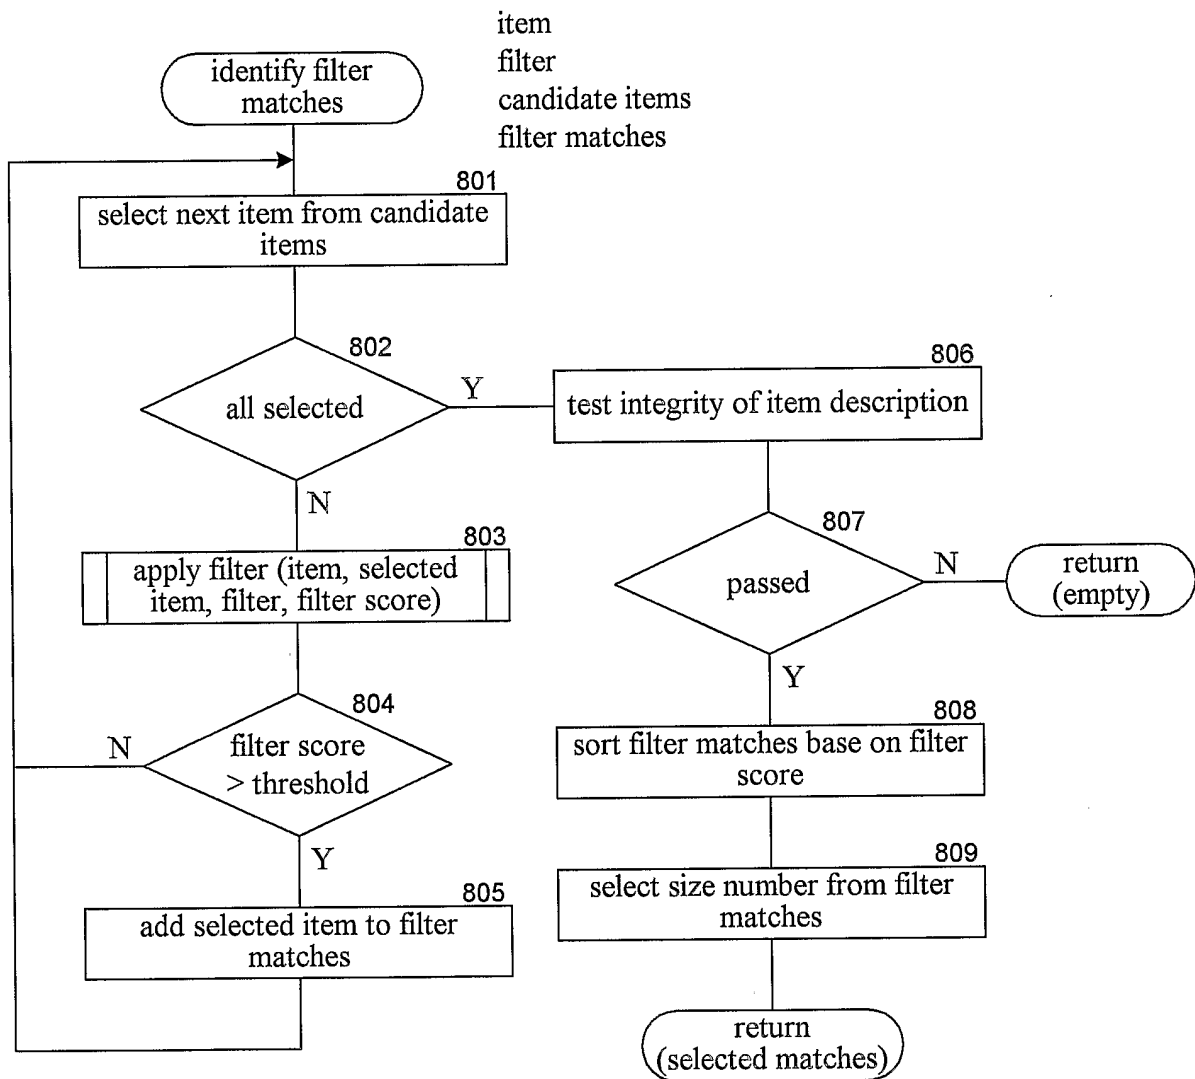 item
filter
candidate items
filter matches
identify filter
matches
801
select next item from candidate
items
802
all selected
Y
N
803
apply filter (item, selected
item, filter, filter score)
804
filter score
> threshold
N
Y
805
add selected item to filter
matches
806
test integrity of item description
807
passed
N
return
(empty)
Y
808
sort filter matches base on filter
score
809
select size number from filter
matches
return
(selected matches)